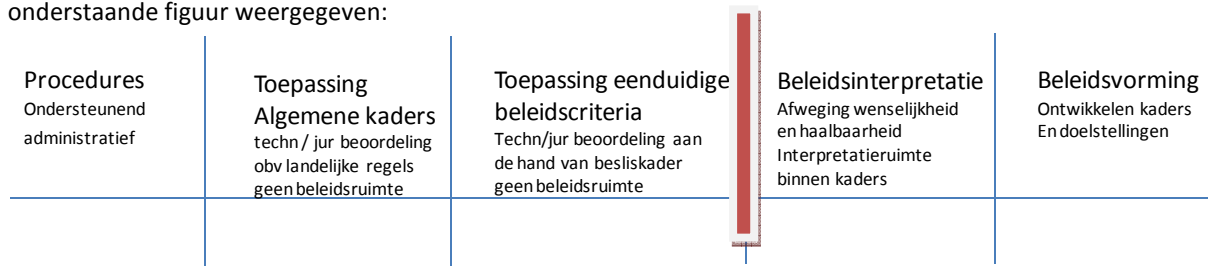 onderstaande figuur weergegeven:
Procedures
Ondersteunend
administratief
Toepassing
Algemene kaders
techn / jur beoordeling
obv landelijke regels
geen beleidsruimte
Toepassing eenduidige
beleidscriteria
Techn/jur beoordeling aan
de hand van besliskader
geen beleidsruimte
Beleidsinterpretatie
Afweging wenselijkheid
en haalbaarheid
Interpretatieruimte
binnen kaders
Beleidsvorming
Ontwikkelen kaders
En doelstellingen